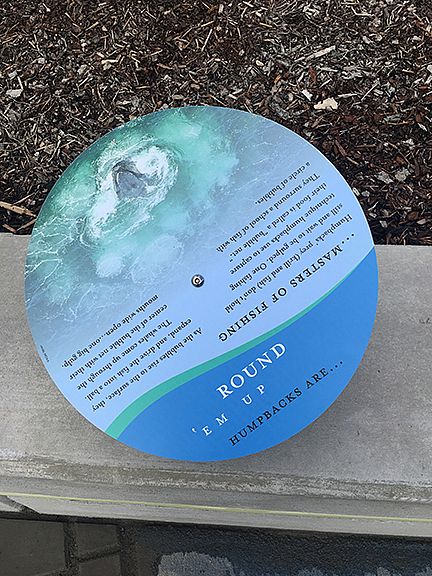 HUMPBACKS ARE...
ROUND
'EM UP
...MASTERS OF FISHING
Humpbacks' prey (krill and fish) don't hold
still and wait to be gulped. One fishing
technique humpbacks use to capture
their food is called a "bubble net."
They surround a school of fish with
a circle of bubbles.
At the bubbles rise to the surface, they
expand and drive the fish into a ball.
The whales come up through the
center of the bubble net with their
mouths wide open—one big gulp.